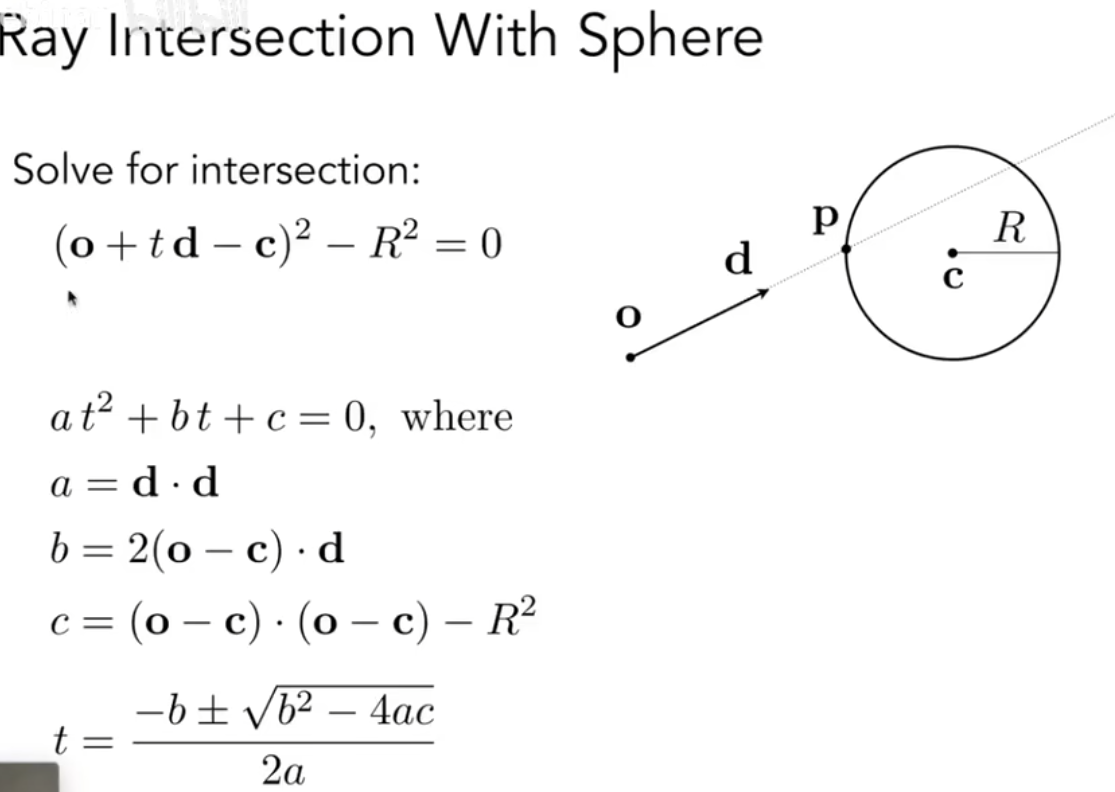 Ray Intersection With Sphere
Solve for intersection:
(o + t d − c)² − R² = 0
a t² + b t + c = 0, where
a = d · d
b = 2(o − c) · d
c = (o − c) · (o − c) − R²
t = (−b ± √(b² − 4ac)) / 2a
o
d
p
c
R